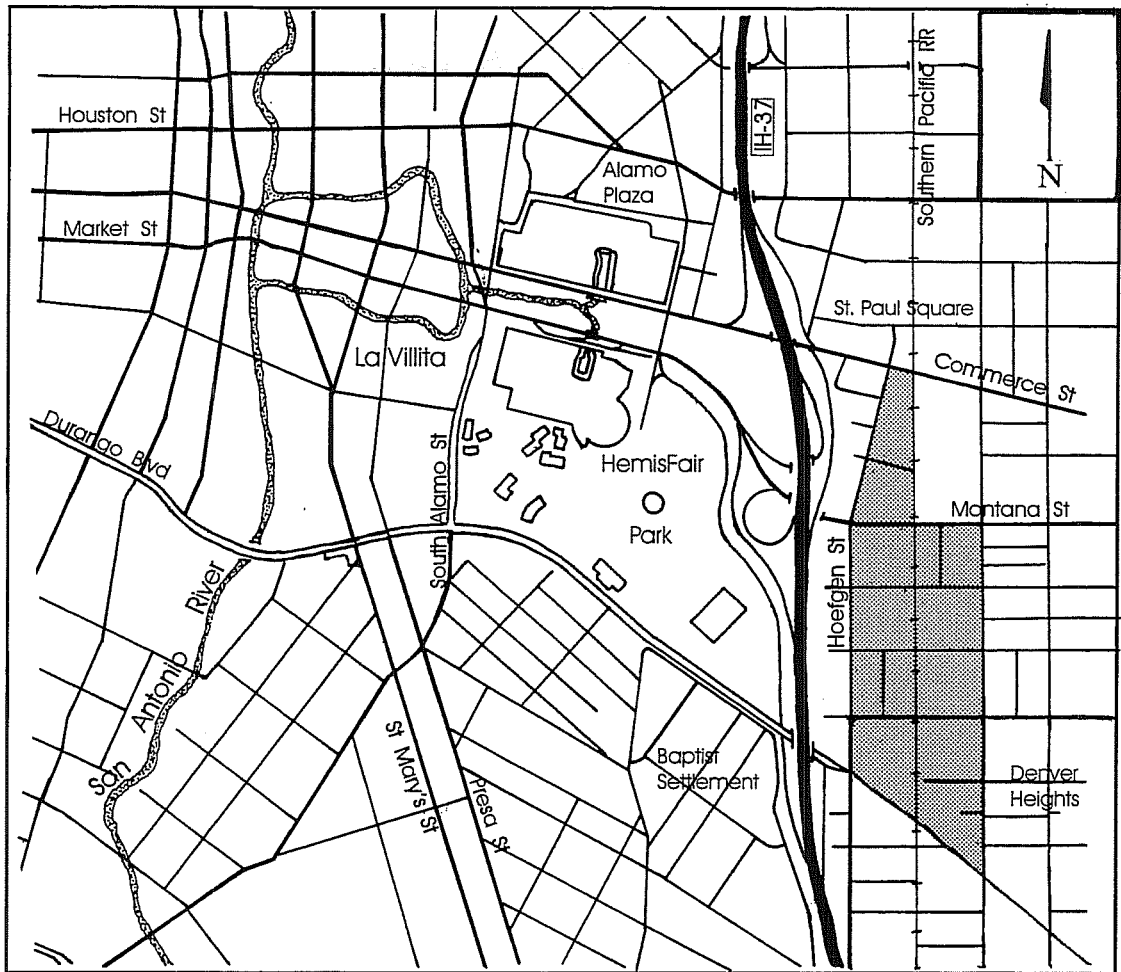 Houston St
Market St
Alamo
Plaza
IH-37
Southern Pacific RR
N
St. Paul Square
Commerce St
La Villita
Durango Blvd
South Alamo St
HemisFair
Park
Montana St
Hoefgen St
San Antonio River
St Mary's St
Presa St
Baptist
Settlement
Denver
Heights